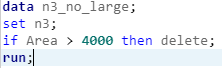 data n3_no_large;
set n3;
if Area > 4000 then delete;
run;